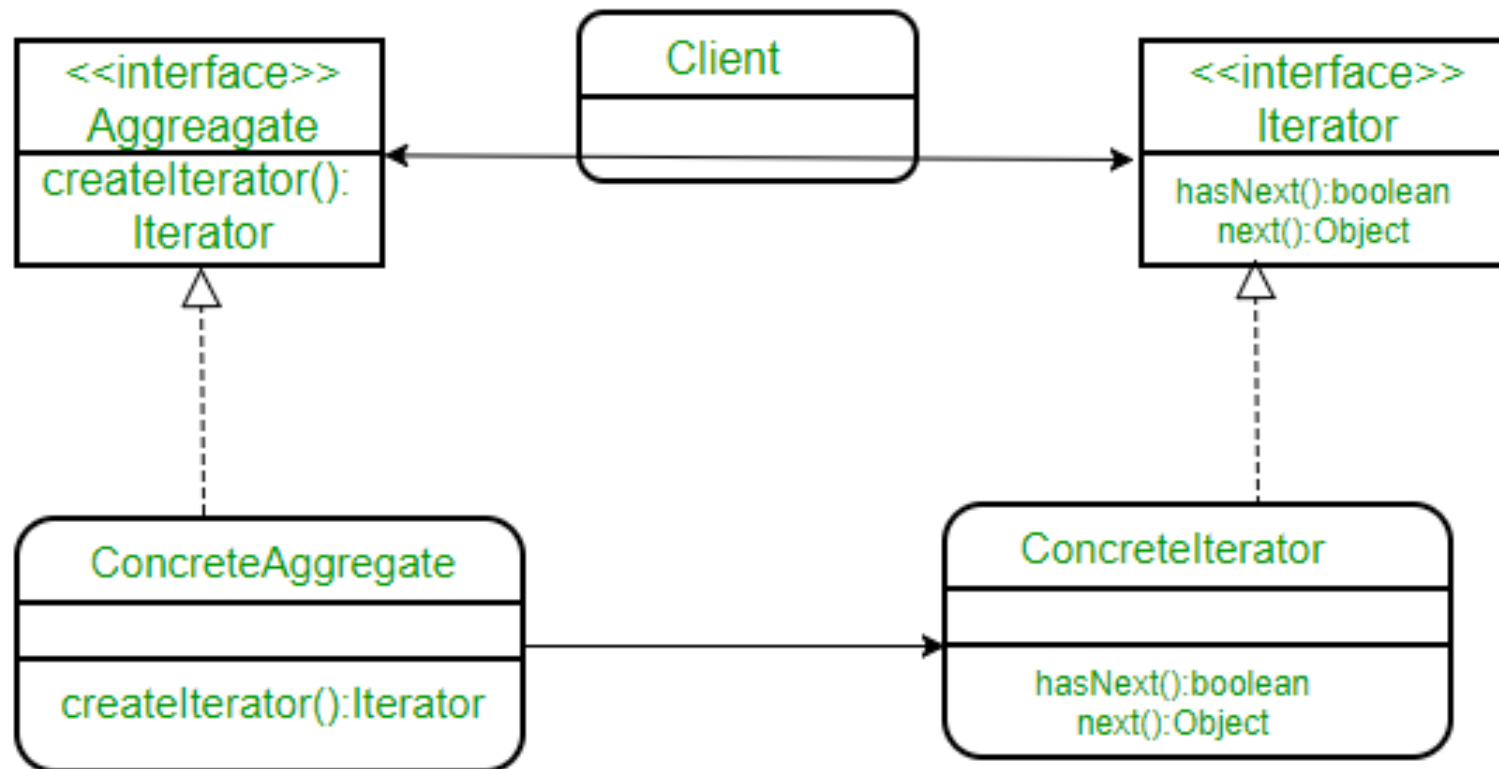 <<interface>>
Aggreagate
createIterator():
Iterator
Client
<<interface>>
Iterator
hasNext():boolean
next():Object
ConcreteAggregate
createIterator():Iterator
ConcreteIterator
hasNext():boolean
next():Object